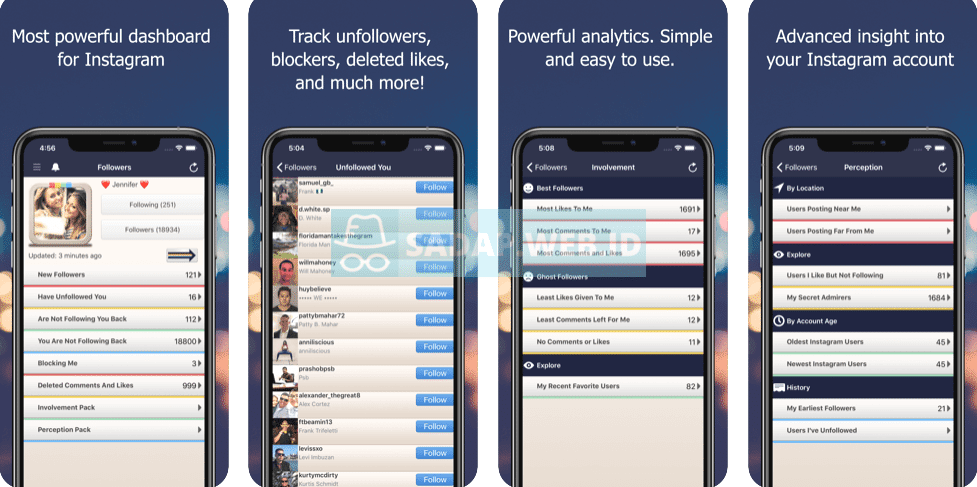 Most powerful dashboard
for Instagram
4:56
Followers
❤️ Jennifer ❤️
Following (251)
Followers (18934)
Updated: 3 minutes ago
New Followers 121
Have Unfollowed You 16
Are Not Following You Back 112
You Are Not Following Back 18800
Blocking Me 3
Deleted Comments And Likes 999
Involvement Pack
Perception Pack
Track unfollowers,
blockers, deleted likes,
and much more!
5:04
Followers Unfollowed You
samuel_gb_
Frank
Follow
d.white.sp
D. White
Follow
floridamantakesthegram
Florida Man
Follow
willmahoney
Will Mahoney
Follow
huybelieve
••••• WE •••••
Follow
pattybmahar72
Patty B. Mahar
Follow
anniliscious
anniliscious
Follow
prashobpsb
Psb
Follow
alexander_thegreat8
Alex Cortez
Follow
ftbeamin13
Frank Trifeletti
Follow
levissxo
Levi Imbuzan
Follow
kurtymcdirty
Curtis Schmidt
Follow
Powerful analytics. Simple
and easy to use.
5:08
Followers Involvement
Best Followers
Most Likes To Me 1691
Most Comments To Me 17
Most Comments and Likes 1695
Ghost Followers
Least Likes Given To Me 12
Least Comments Left For Me 12
No Comments or Likes 11
Explore
My Recent Favorite Users 82
Advanced insight into
your Instagram account
5:09
Followers Perception
By Location
Users Posting Near Me
Users Posting Far From Me
Explore
Users I Like But Not Following 81
My Secret Admirers 1684
By Account Age
Oldest Instagram Users 45
Newest Instagram Users 45
History
My Earliest Followers 21
Users I've Unfollowed
SADAPWEB.ID